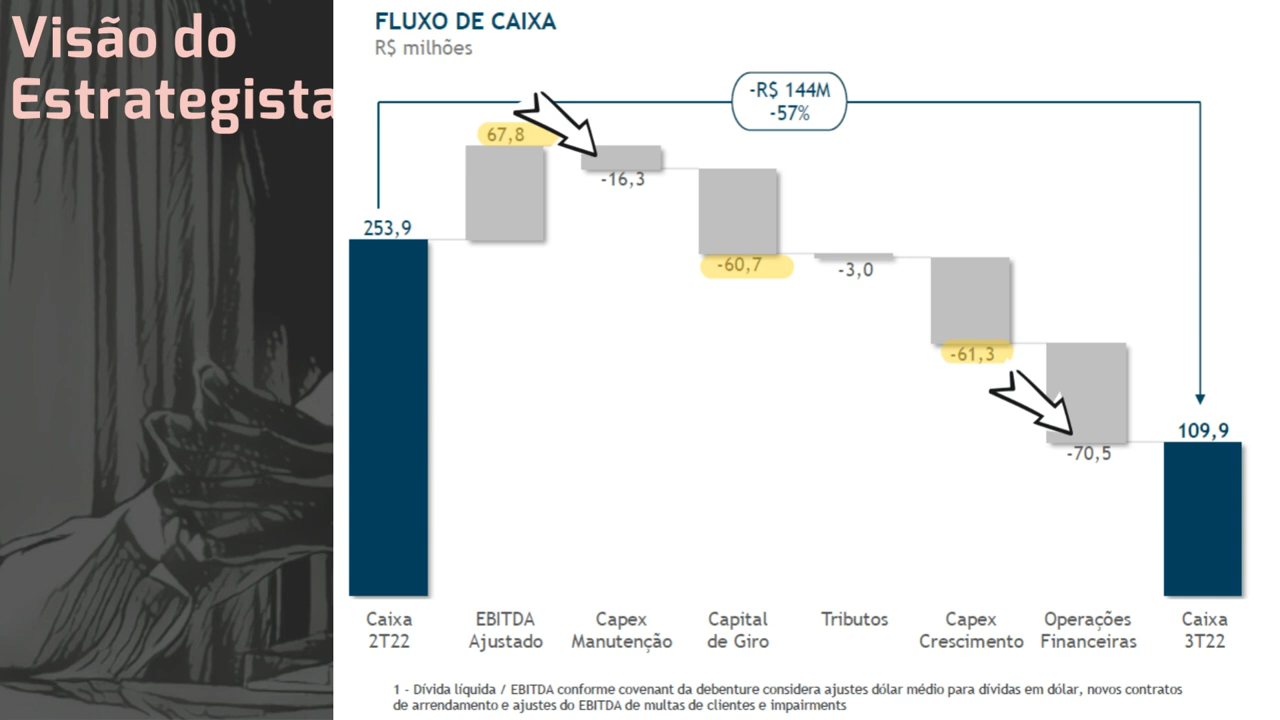 Visão do
Estrategista
FLUXO DE CAIXA
R$ milhões
-R$ 144M
-57%
67,8
-16,3
253,9
-60,7
-3,0
-61,3
109,9
-70,5
Caixa
2T22
EBITDA
Ajustado
Capex
Manutenção
Capital
de Giro
Tributos
Capex
Crescimento
Operações
Financeiras
Caixa
3T22
1 - Dívida líquida / EBITDA conforme covenant da debenture considera ajustes dólar médio para dívidas em dólar, novos contratos
de arrendamento e ajustes do EBITDA de multas de clientes e impairments